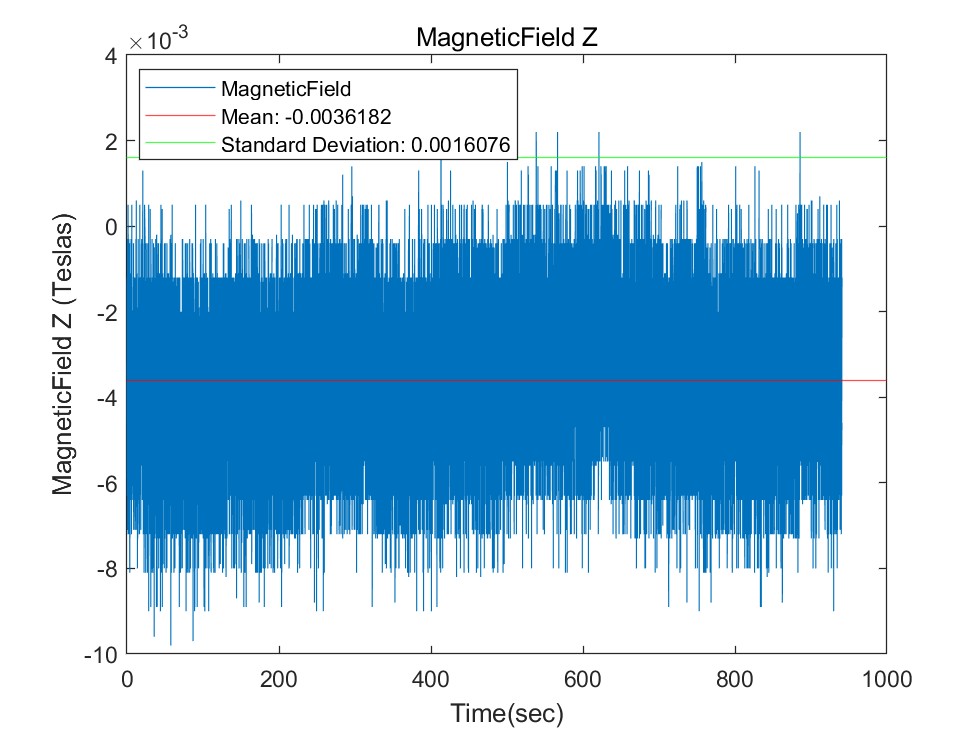 MagneticField Z
×10-3
MagneticField
Mean: -0.0036182
Standard Deviation: 0.0016076
4
2
0
-2
-4
-6
-8
-10
MagneticField Z (Teslas)
0 200 400 600 800 1000
Time(sec)